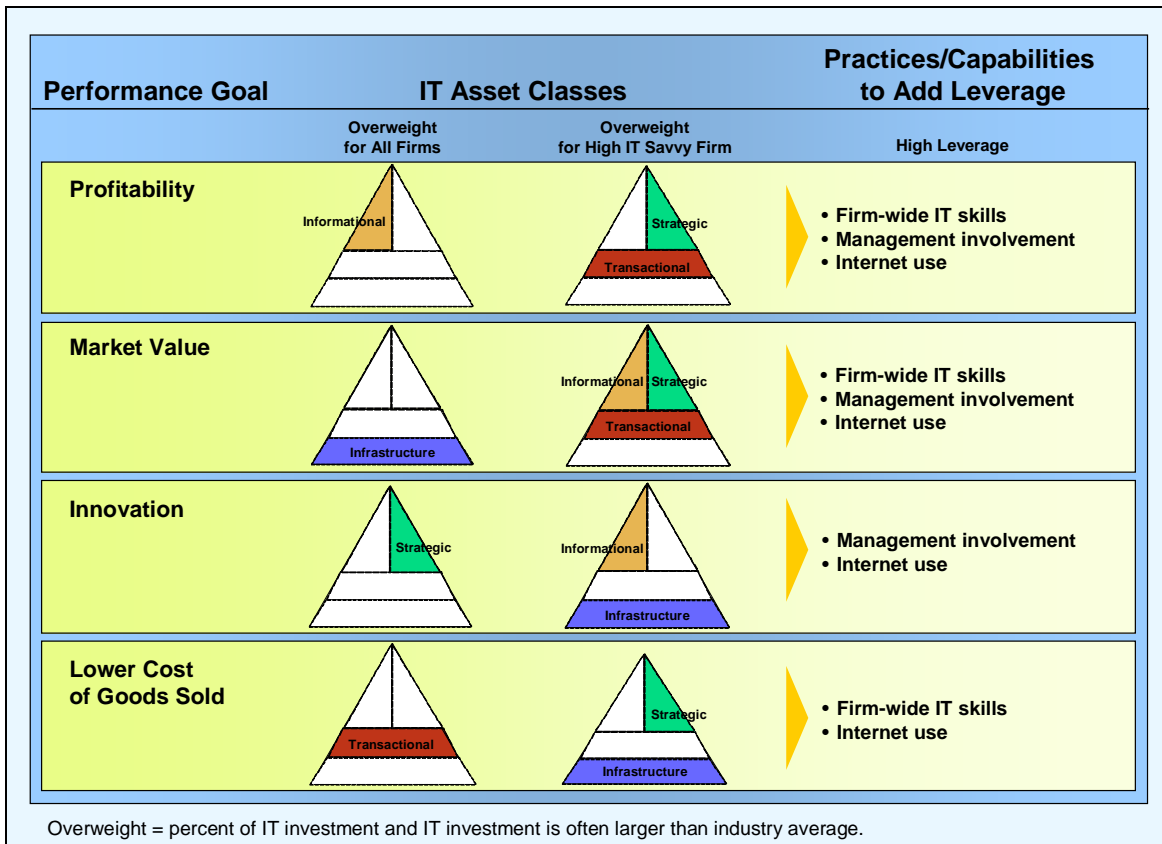 Performance Goal
IT Asset Classes
Practices/Capabilities
to Add Leverage
Overweight
for All Firms
Overweight
for High IT Savvy Firm
High Leverage
Profitability
Informational
Strategic
Transactional
• Firm-wide IT skills
• Management involvement
• Internet use
Market Value
Infrastructure
Informational
Strategic
Transactional
• Firm-wide IT skills
• Management involvement
• Internet use
Innovation
Strategic
Informational
Infrastructure
• Management involvement
• Internet use
Lower Cost
of Goods Sold
Transactional
Strategic
Infrastructure
• Firm-wide IT skills
• Internet use
Overweight = percent of IT investment and IT investment is often larger than industry average.